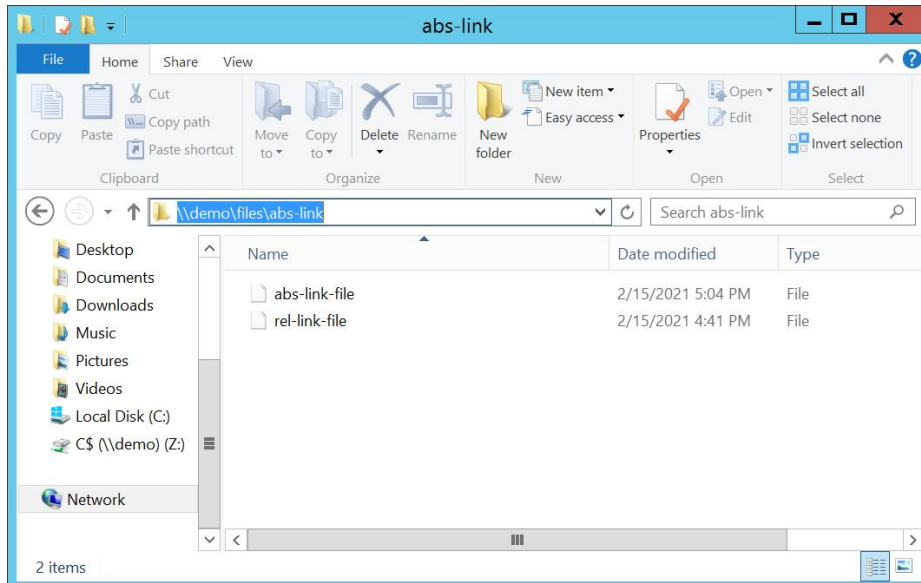 abs-link
File Home Share View
Copy
Paste
Cut
Copy path
Paste shortcut
Clipboard
Move to
Copy to
Delete
Rename
Organize
New folder
New item
Easy access
New
Properties
Open
Edit
Open
Select all
Select none
Invert selection
Select
\\demo\files\abs-link
Search abs-link
Desktop
Documents
Downloads
Music
Pictures
Videos
Local Disk (C:)
C$ (\\demo) (Z:)
Network
Name Date modified Type
abs-link-file 2/15/2021 5:04 PM File
rel-link-file 2/15/2021 4:41 PM File
2 items